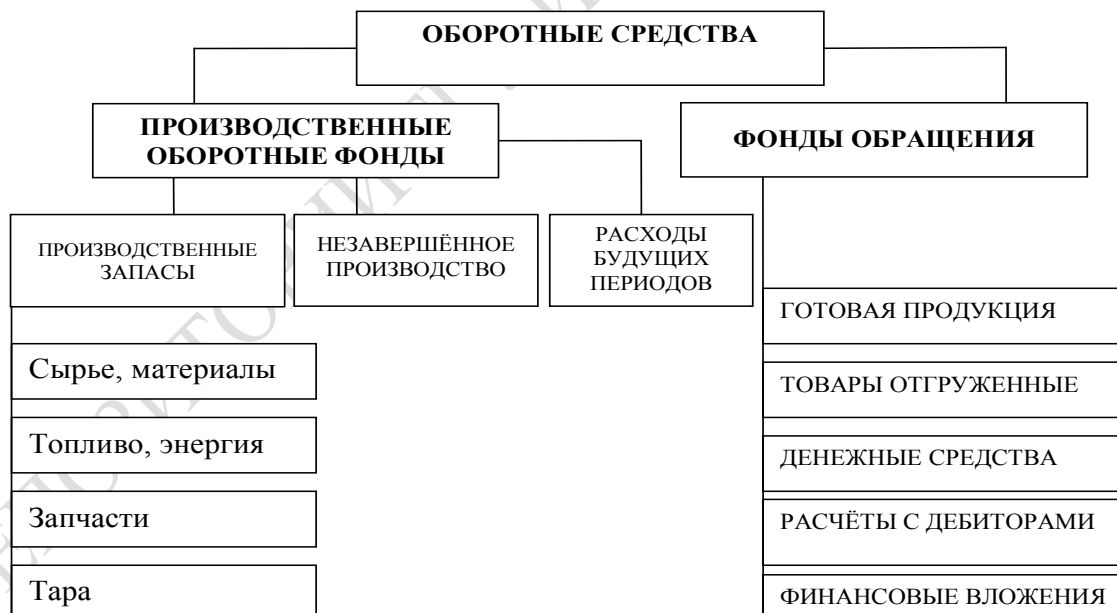 ОБОРОТНЫЕ СРЕДСТВА
ПРОИЗВОДСТВЕННЫЕ
ОБОРОТНЫЕ ФОНДЫ
ФОНДЫ ОБРАЩЕНИЯ
ПРОИЗВОДСТВЕННЫЕ
ЗАПАСЫ
НЕЗАВЕРШЁННОЕ
ПРОИЗВОДСТВО
РАСХОДЫ
БУДУЩИХ
ПЕРИОДОВ
Сырье, материалы
Топливо, энергия
Запчасти
Тара
ГОТОВАЯ ПРОДУКЦИЯ
ТОВАРЫ ОТГРУЖЕННЫЕ
ДЕНЕЖНЫЕ СРЕДСТВА
РАСЧЁТЫ С ДЕБИТОРАМИ
ФИНАНСОВЫЕ ВЛОЖЕНИЯ